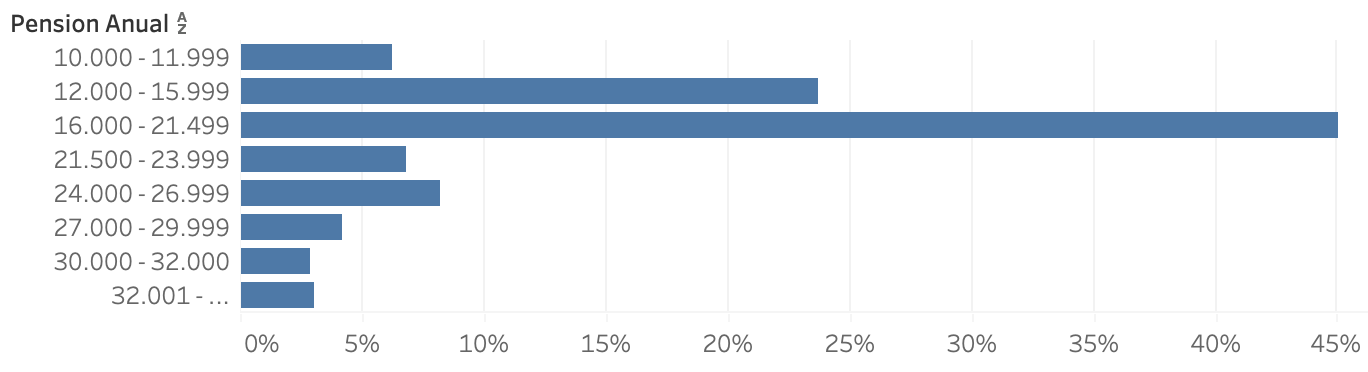 Pension Anual AZ
10.000 - 11.999
12.000 - 15.999
16.000 - 21.499
21.500 - 23.999
24.000 - 26.999
27.000 - 29.999
30.000 - 32.000
32.001 - ...
0% 5% 10% 15% 20% 25% 30% 35% 40% 45%